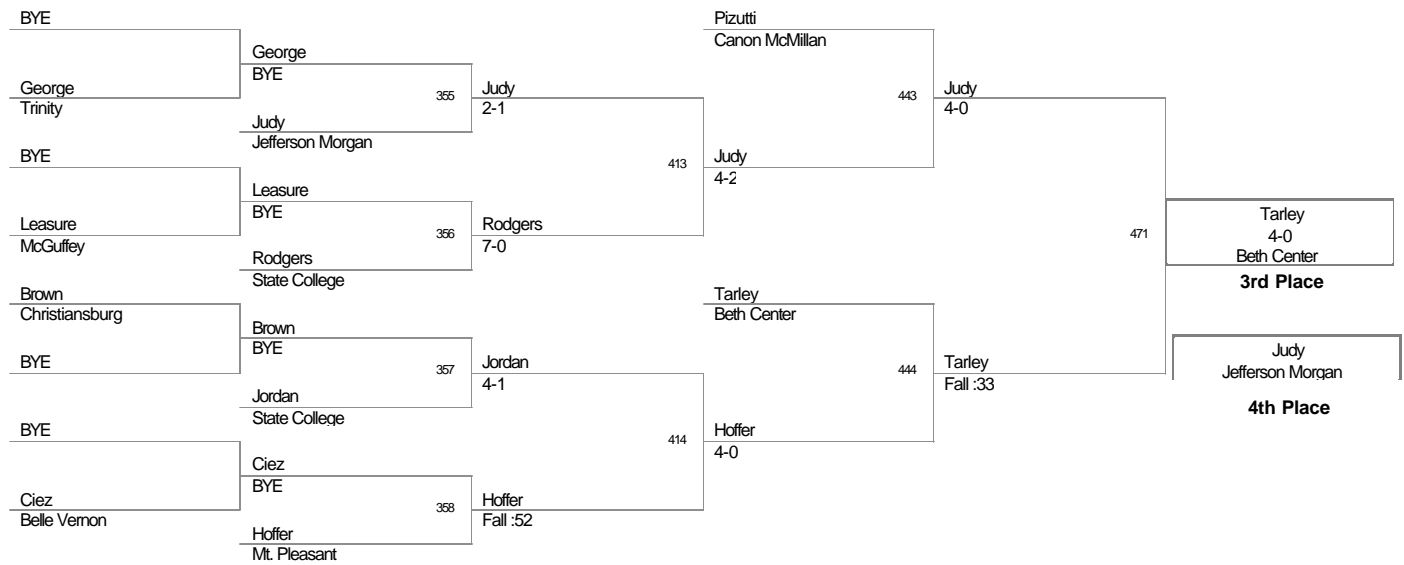 BYE
George
Trinity
BYE
Leasure
McGuffey
Brown
Christiansburg
BYE
BYE
Ciez
Belle Vernon
George
BYE
355
Judy
Jefferson Morgan
Leasure
BYE
356
Rodgers
State College
Brown
BYE
357
Jordan
State College
Ciez
BYE
358
Hoffer
Mt. Pleasant
Judy
2-1
413
Rodgers
7-0
Jordan
4-1
414
Hoffer
Fall :52
Pizutti
Canon McMillan
443
Judy
4-2
Tarley
Beth Center
444
Hoffer
4-0
Judy
4-0
471
Tarley
Fall :33
Tarley
4-0
Beth Center
3rd Place
Judy
Jefferson Morgan
4th Place